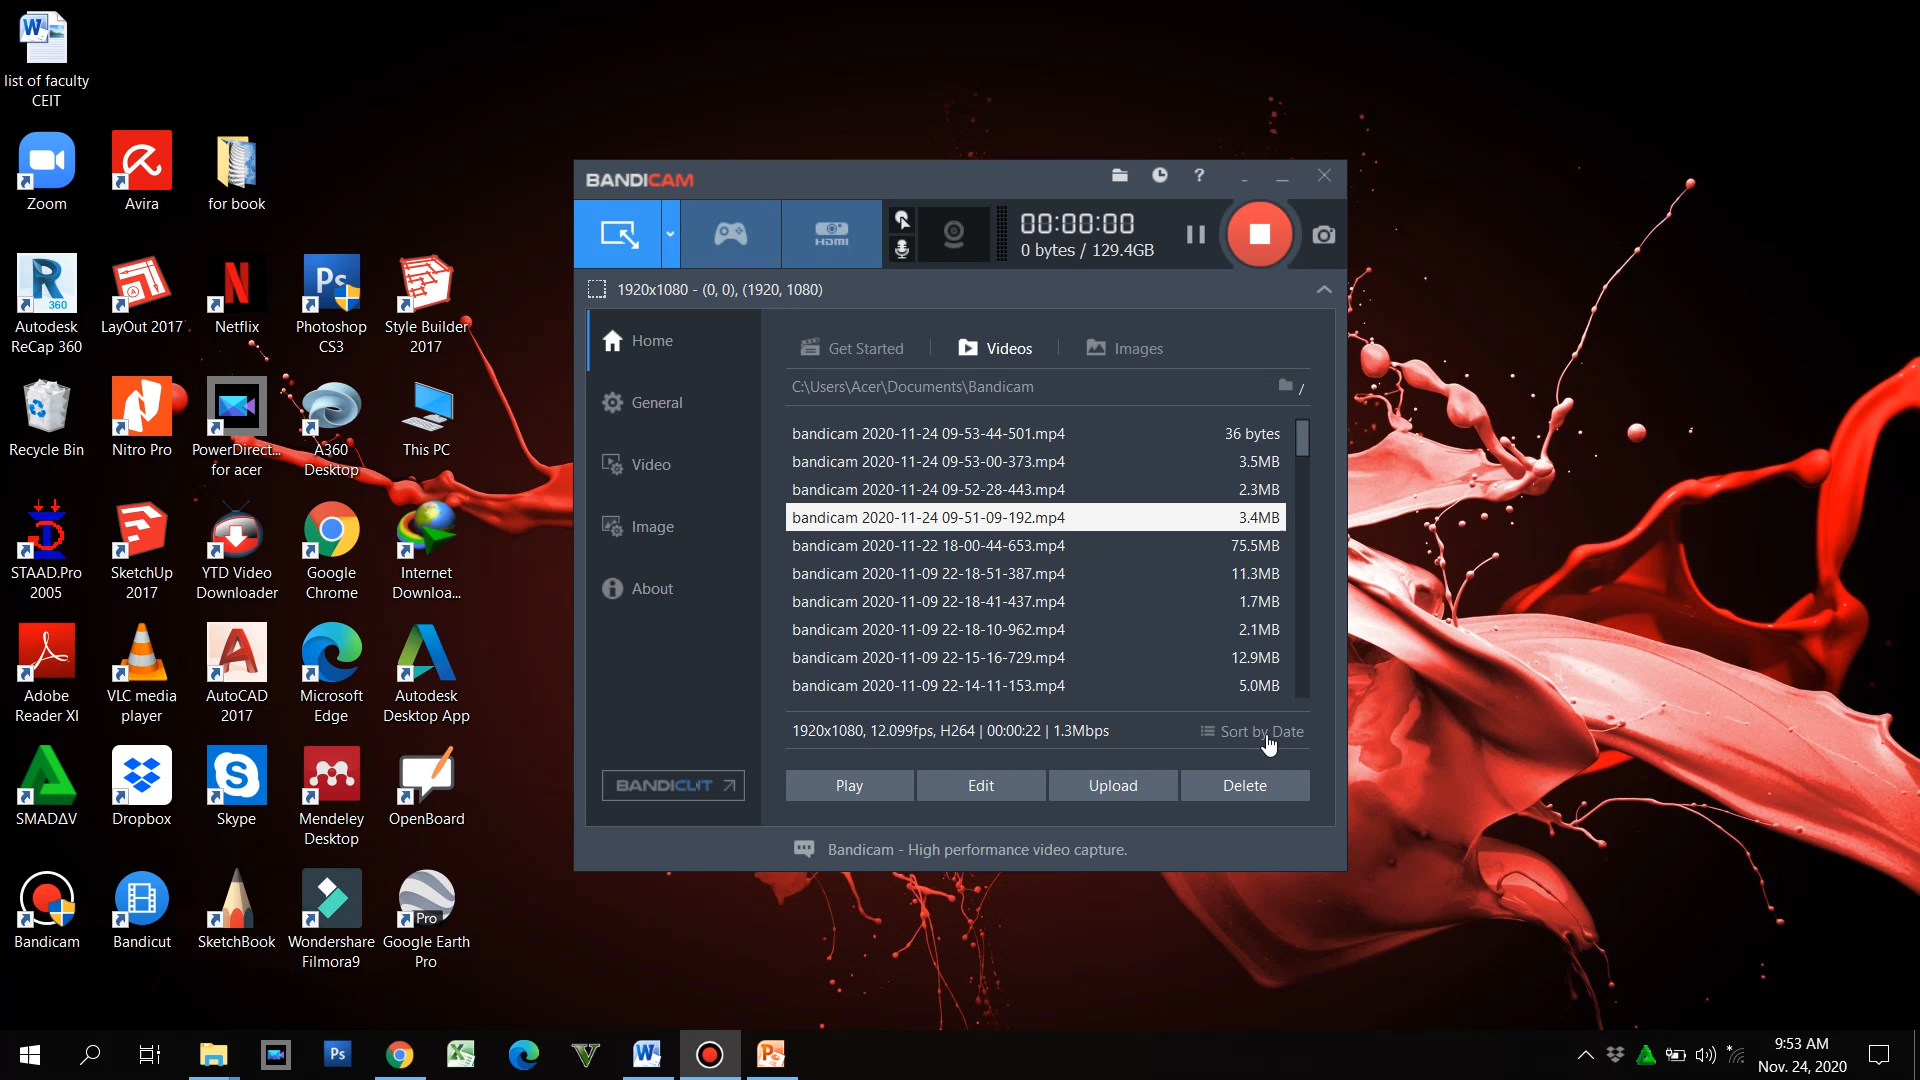 list of faculty
CEIT
Zoom
Avira
for book
Autodesk
ReCap 360
LayOut 2017
Netflix
Photoshop
CS3
Style Builder
2017
Recycle Bin
Nitro Pro
PowerDirect...
for acer
A360
Desktop
This PC
STAAD.Pro
2005
SketchUp
2017
YTD Video
Downloader
Google
Chrome
Internet
Downloa...
Adobe
Reader XI
VLC media
player
AutoCAD
2017
Microsoft
Edge
Autodesk
Desktop App
SMADΔV
Dropbox
Skype
Mendeley
Desktop
OpenBoard
Bandicam
Bandicut
SketchBook
Wondershare
Filmora9
Pro
Google Earth
Pro
BANDICAM
HDMI
00:00:00
0 bytes / 129.4GB
1920x1080 - (0, 0), (1920, 1080)
Home
General
Video
Image
About
BANDICUT
Get Started
Videos
Images
C:\Users\Acer\Documents\Bandicam
bandicam 2020-11-24 09-53-44-501.mp4 36 bytes
bandicam 2020-11-24 09-53-00-373.mp4 3.5MB
bandicam 2020-11-24 09-52-28-443.mp4 2.3MB
bandicam 2020-11-24 09-51-09-192.mp4 3.4MB
bandicam 2020-11-22 18-00-44-653.mp4 75.5MB
bandicam 2020-11-09 22-18-51-387.mp4 11.3MB
bandicam 2020-11-09 22-18-41-437.mp4 1.7MB
bandicam 2020-11-09 22-18-10-962.mp4 2.1MB
bandicam 2020-11-09 22-15-16-729.mp4 12.9MB
bandicam 2020-11-09 22-14-11-153.mp4 5.0MB
1920x1080, 12.099fps, H264 | 00:00:22 | 1.3Mbps
Sort by Date
Play
Edit
Upload
Delete
Bandicam - High performance video capture.
9:53 AM
Nov. 24, 2020